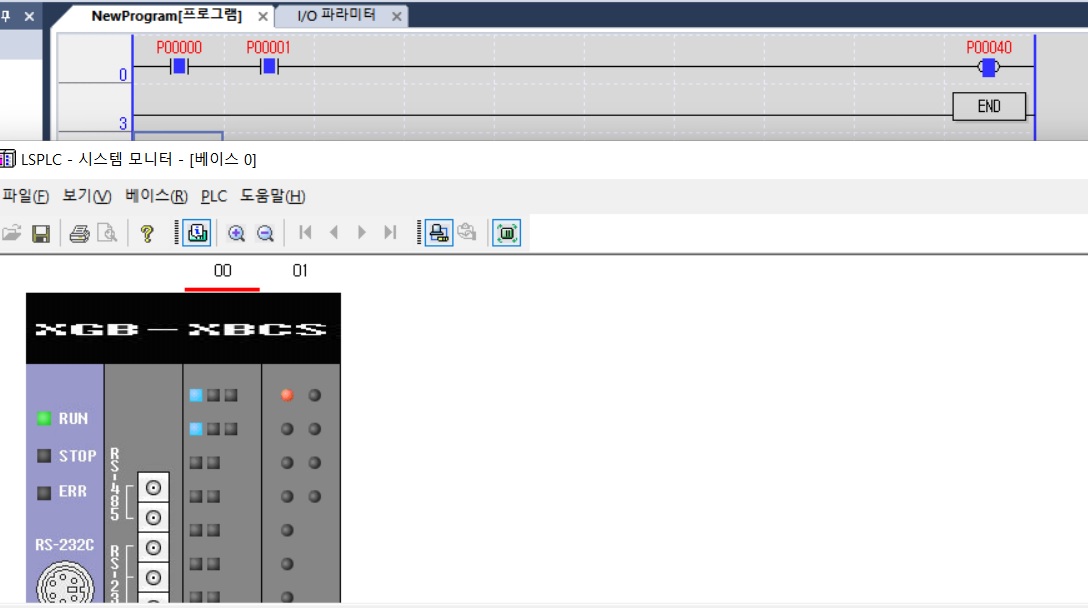 NewProgram[프로그램]
I/O 파라미터
P00000 P00001 P00040
0
END
3
LSPLC - 시스템 모니터 - [베이스 0]
파일(F) 보기(V) 베이스(R) PLC 도움말(H)
00 01
XGB-XBCS
RUN
STOP
ERR
RS-485
RS-232C
RS-23